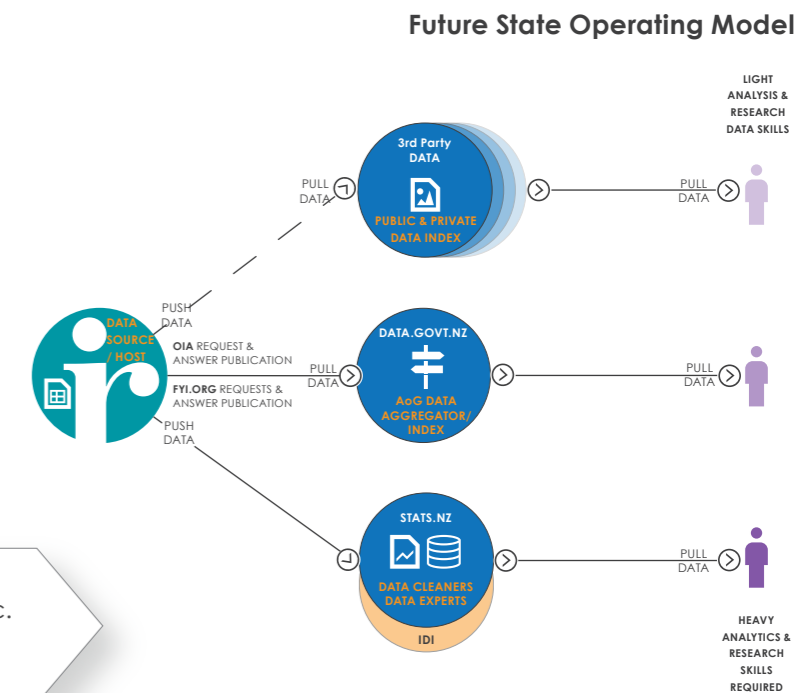 Future State Operating Model
LIGHT
ANALYSIS &
RESEARCH
DATA SKILLS
3rd Party
DATA
PUBLIC & PRIVATE
DATA INDEX
PULL
DATA
PULL
DATA
PUSH
DATA
DATA
SOURCE
/ HOST
ir
OIA REQUEST &
ANSWER PUBLICATION
FYI.ORG REQUESTS &
ANSWER PUBLICATION
PULL
DATA
DATA.GOVT.NZ
AoG DATA
AGGREGATOR/
INDEX
PULL
DATA
PUSH
DATA
STATS.NZ
DATA CLEANERS
DATA EXPERTS
IDI
PULL
DATA
c.
HEAVY
ANALYTICS &
RESEARCH
SKILLS
REQUIRED